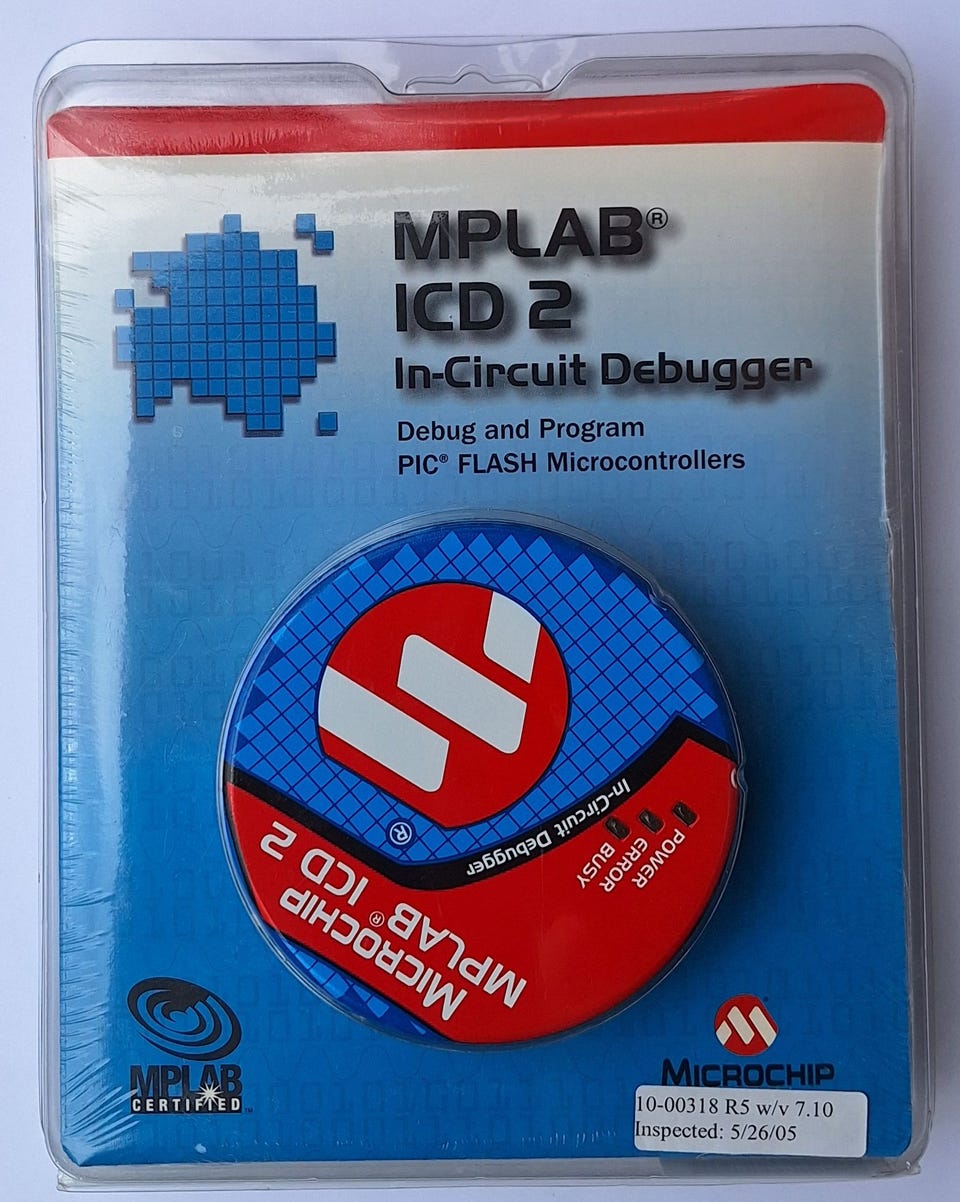 MPLAB®
ICD 2
In-Circuit Debugger
Debug and Program
PIC® FLASH Microcontrollers
®
In-Circuit Debugger
POWER
ERROR
BUSY
MICROCHIP
MPLAB® ICD 2
MPLAB
CERTIFIED™
MICROCHIP
10-00318 R5 w/v 7.10
Inspected: 5/26/05